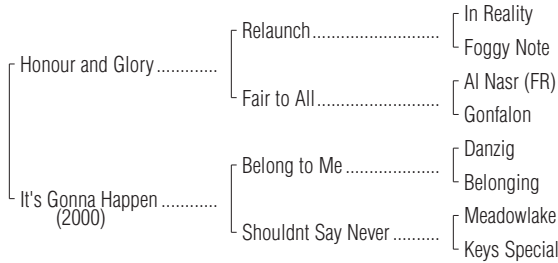 In Reality
Relaunch..........................
Foggy Note
Honour and Glory ............
Al Nasr (FR)
Fair to All.........................
Gonfalon
Danzig
Belong to Me ...................
Belonging
It's Gonna Happen ...........
(2000)
Meadowlake
Shouldnt Say Never ..........
Keys Special